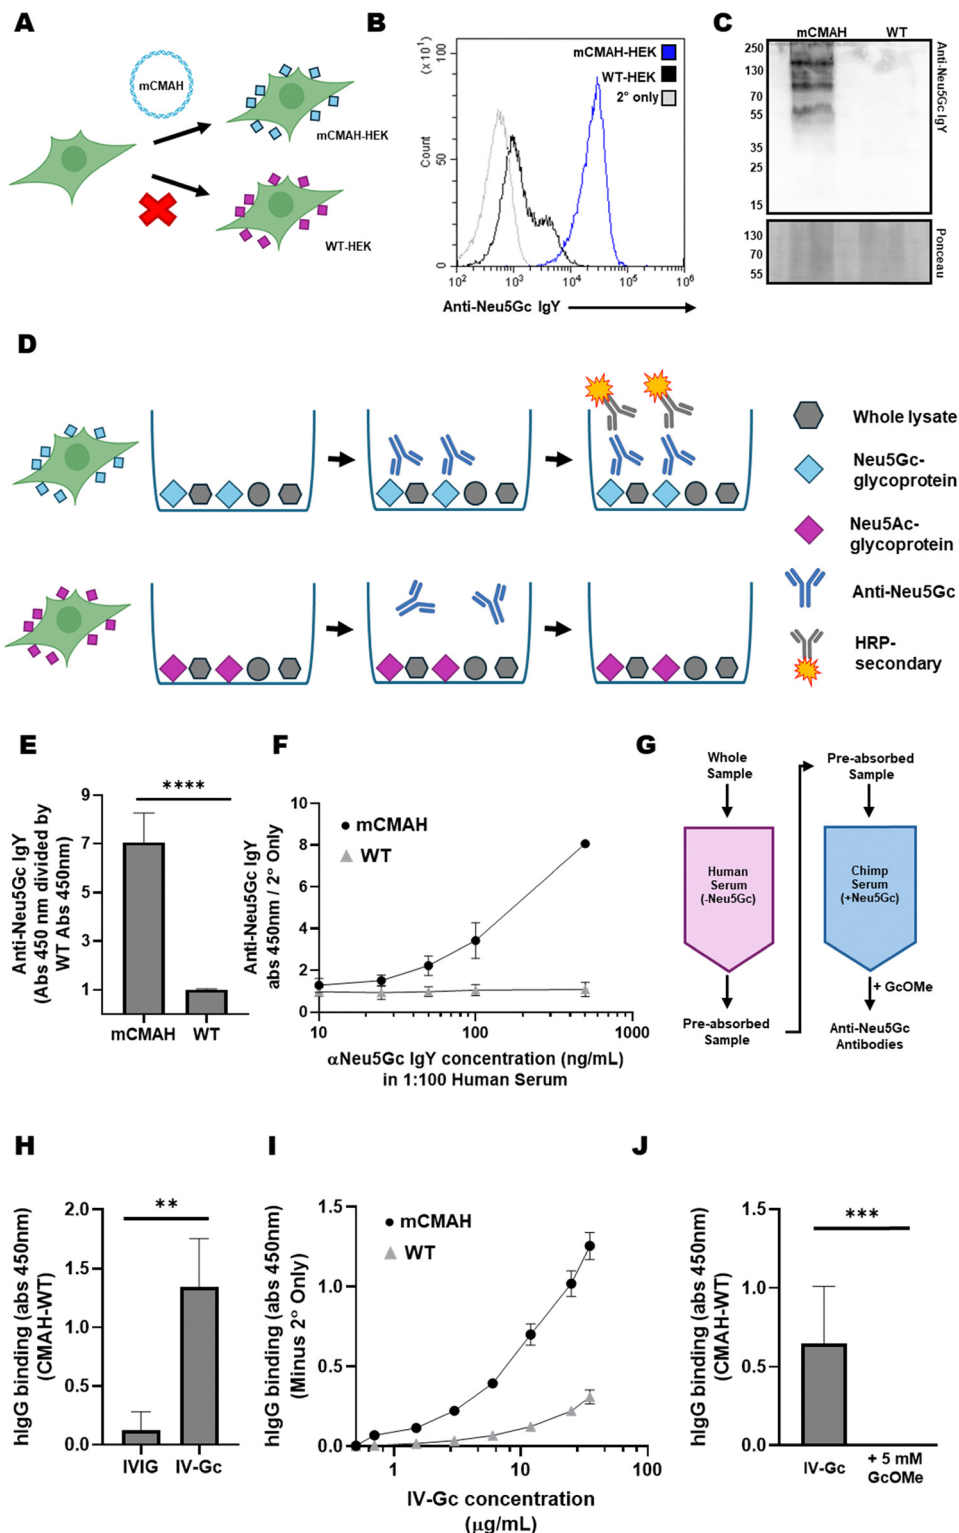 A
mCMAH
mCMAH-HEK
WT-HEK
B
(x 10¹)
100
50
0
Count
mCMAH-HEK
WT-HEK
2° only
10² 10³ 10⁴ 10⁵ 10⁶
Anti-Neu5Gc IgY
C
mCMAH WT
250
130
70
55
35
25
15
Anti-Neu5Gc IgY
130
70
55
Ponceau
D
Whole lysate
Neu5Gc-
glycoprotein
Neu5Ac-
glycoprotein
Anti-Neu5Gc
HRP-
secondary
E
Anti-Neu5Gc IgY
(Abs 450 nm divided by
WT Abs 450nm)
9
7
5
3
1
****
mCMAH WT
F
Anti-Neu5Gc IgY
abs 450nm / 2° Only
10
8
6
4
2
0
mCMAH
WT
10 100 1000
αNeu5Gc IgY concentration (ng/mL)
in 1:100 Human Serum
G
Whole
Sample
Human
Serum
(-Neu5Gc)
Pre-absorbed
Sample
Pre-absorbed
Sample
Chimp
Serum
(+Neu5Gc)
+ GcOMe
Anti-Neu5Gc
Antibodies
H
hIgG binding (abs 450nm)
(CMAH-WT)
2.0
1.5
1.0
0.5
0.0
**
IVIG IV-Gc
I
hIgG binding (abs 450nm)
(Minus 2° Only)
1.5
1.0
0.5
0.0
mCMAH
WT
1 10 100
IV-Gc concentration
(μg/mL)
J
hIgG binding (abs 450nm)
(CMAH-WT)
1.5
1.0
0.5
0.0
***
IV-Gc + 5 mM
GcOMe